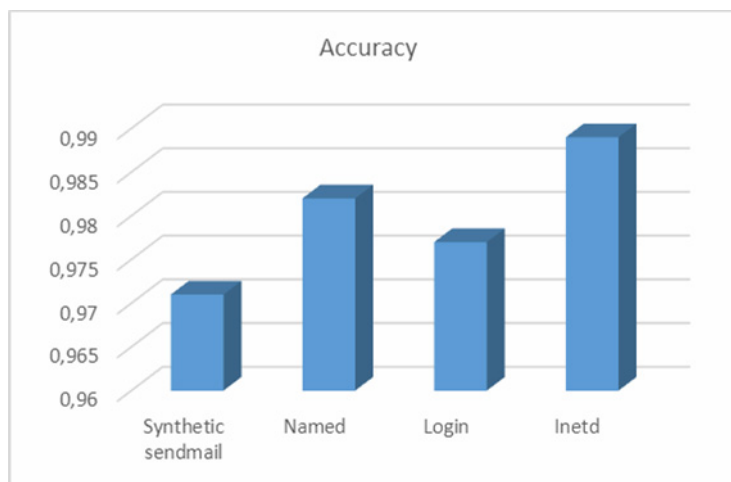 Accuracy
0,99
0,985
0,98
0,975
0,97
0,965
0,96
Synthetic
sendmail
Named
Login
Inetd